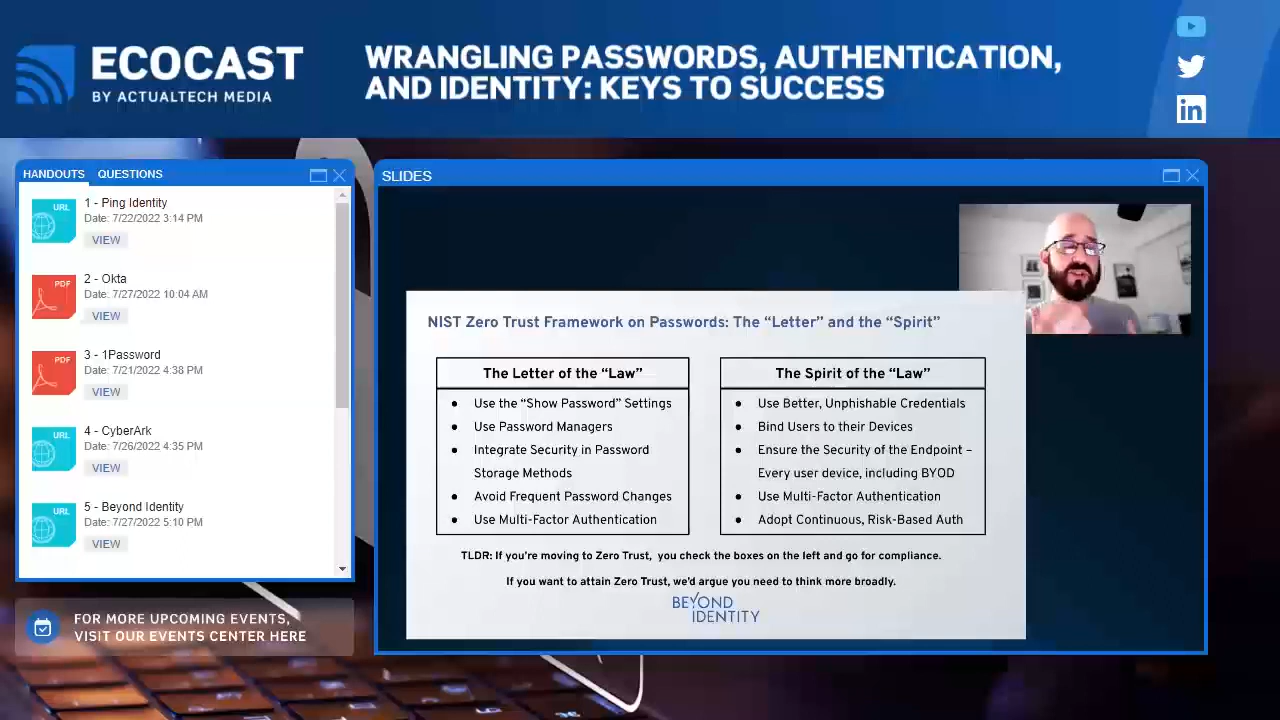 ECOCAST
BY ACTUALTECH MEDIA
WRANGLING PASSWORDS, AUTHENTICATION,
AND IDENTITY: KEYS TO SUCCESS
in
HANDOUTS QUESTIONS
URL
1 - Ping Identity
Date: 7/22/2022 3:14 PM
VIEW
PDF
2 - Okta
Date: 7/27/2022 10:04 AM
VIEW
PDF
3 - 1Password
Date: 7/21/2022 4:38 PM
VIEW
URL
4 - CyberArk
Date: 7/26/2022 4:35 PM
VIEW
URL
5 - Beyond Identity
Date: 7/27/2022 5:10 PM
VIEW
FOR MORE UPCOMING EVENTS,
VISIT OUR EVENTS CENTER HERE
SLIDES
NIST Zero Trust Framework on Passwords: The “Letter” and the “Spirit”
The Letter of the “Law”
● Use the “Show Password” Settings
● Use Password Managers
● Integrate Security in Password
Storage Methods
● Avoid Frequent Password Changes
● Use Multi-Factor Authentication
The Spirit of the “Law”
● Use Better, Unphishable Credentials
● Bind Users to their Devices
● Ensure the Security of the Endpoint –
Every user device, including BYOD
● Use Multi-Factor Authentication
● Adopt Continuous, Risk-Based Auth
TLDR: If you’re moving to Zero Trust, you check the boxes on the left and go for compliance.
If you want to attain Zero Trust, we’d argue you need to think more broadly.
BEYOND
IDENTITY